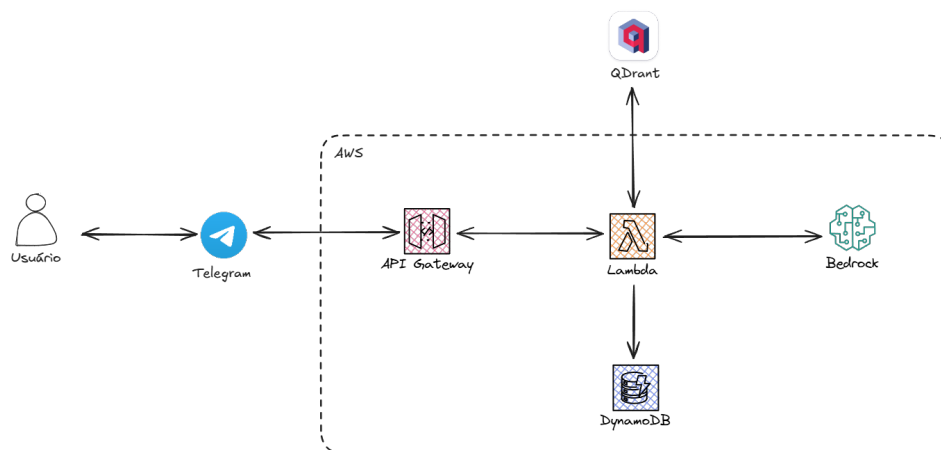 QDrant
AWS
Usuário
Telegram
API Gateway
Lambda
Bedrock
DynamoDB